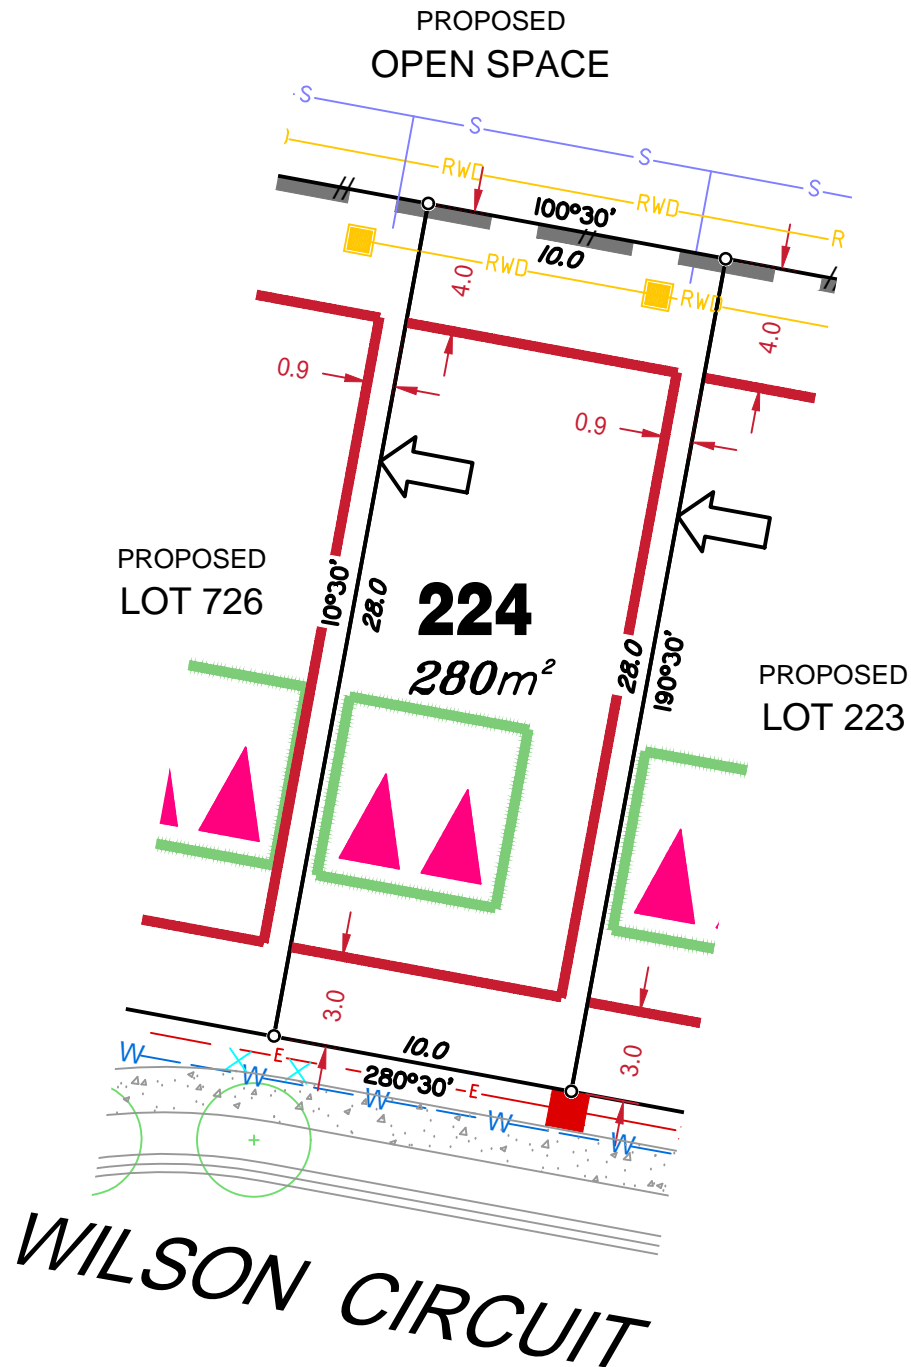 PROPOSED
OPEN SPACE
S
S
S
S
RWD
RWD
R
100°30'
10.0
RWD
RWD
4.0
4.0
0.9
0.9
PROPOSED
LOT 726
10°30'
28.0
224
280m²
28.0
190°30'
PROPOSED
LOT 223
3.0
3.0
10.0
280°30'
E
E
W
W
W
W
W
WILSON CIRCUIT